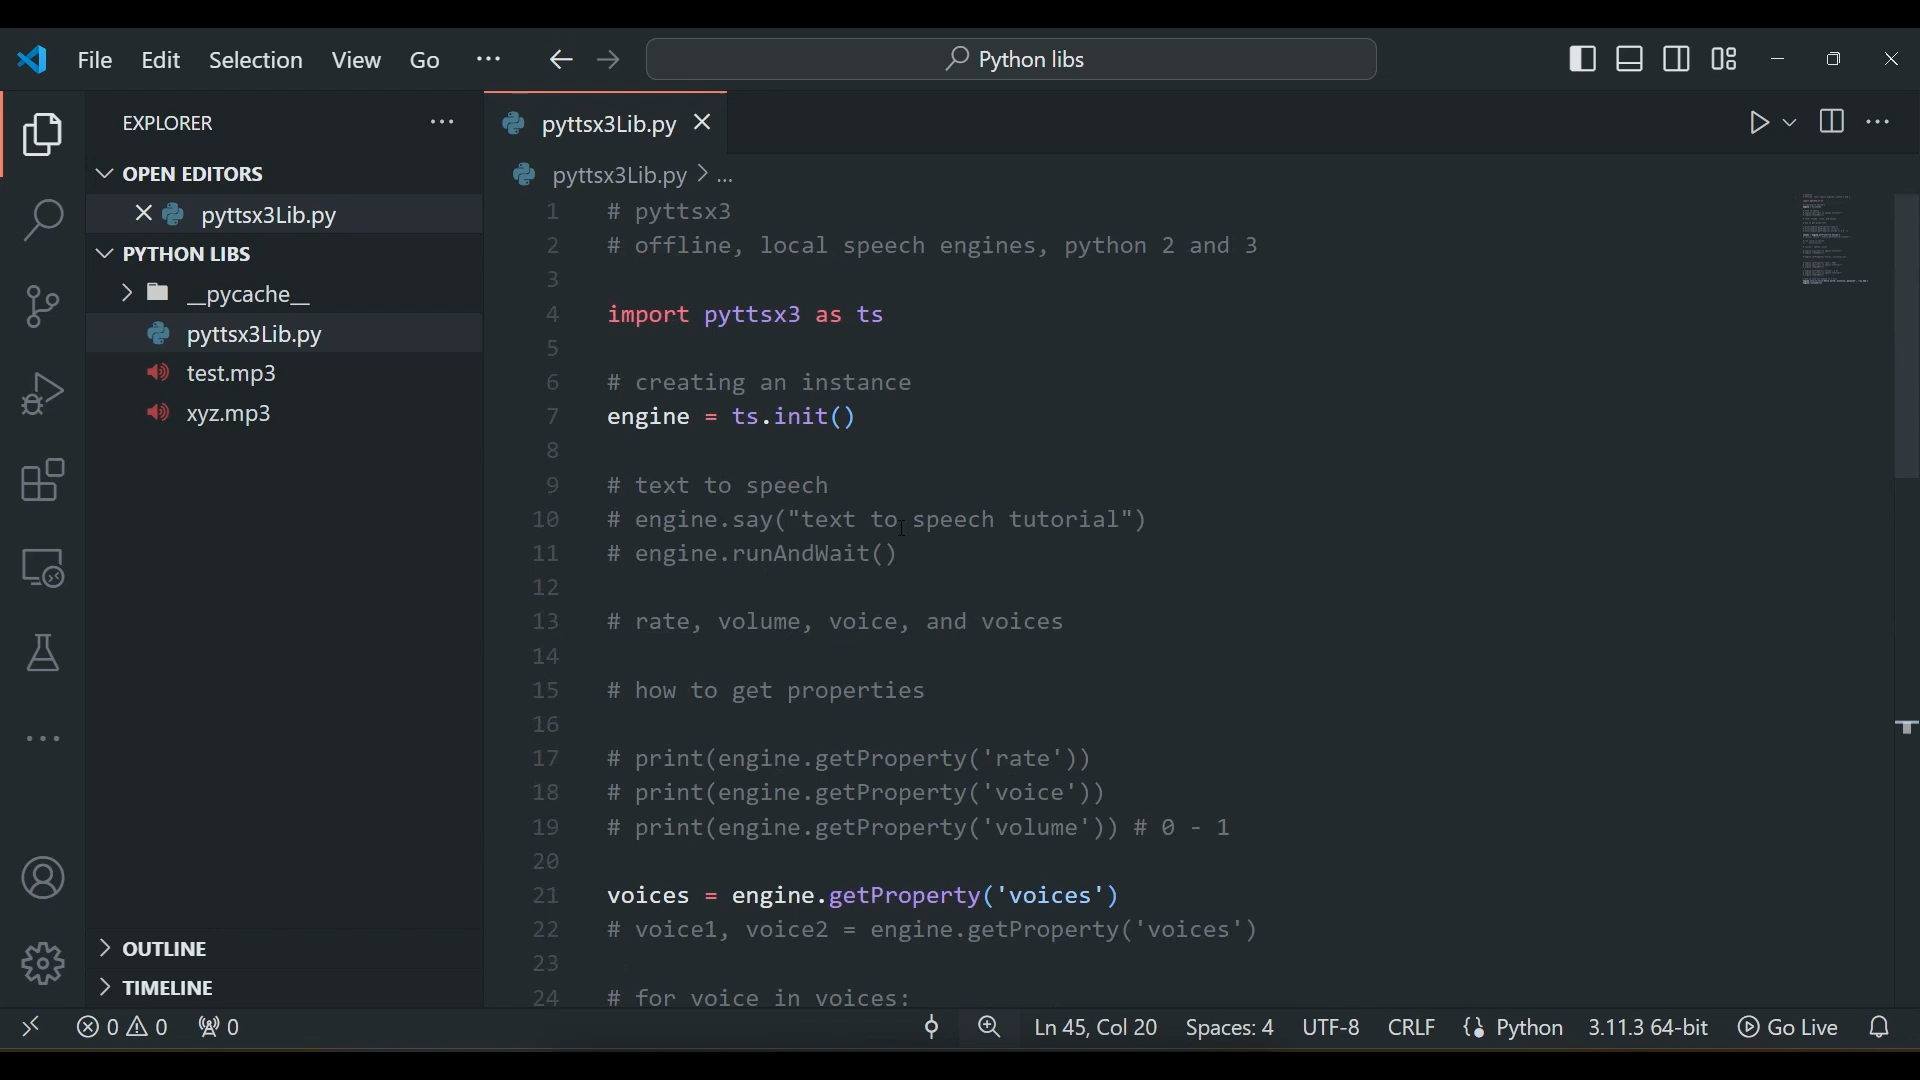 File Edit Selection View Go
Python libs
EXPLORER
OPEN EDITORS
pyttsx3Lib.py
PYTHON LIBS
__pycache__
pyttsx3Lib.py
test.mp3
xyz.mp3
OUTLINE
TIMELINE
pyttsx3Lib.py
pyttsx3Lib.py > ...
1 # pyttsx3
2 # offline, local speech engines, python 2 and 3
3
4 import pyttsx3 as ts
5
6 # creating an instance
7 engine = ts.init()
8
9 # text to speech
10 # engine.say("text to speech tutorial")
11 # engine.runAndWait()
12
13 # rate, volume, voice, and voices
14
15 # how to get properties
16
17 # print(engine.getProperty('rate'))
18 # print(engine.getProperty('voice'))
19 # print(engine.getProperty('volume')) # 0 - 1
20
21 voices = engine.getProperty('voices')
22 # voice1, voice2 = engine.getProperty('voices')
23
24 # for voice in voices:
0 0 0 Ln 45, Col 20 Spaces: 4 UTF-8 CRLF Python 3.11.3 64-bit Go Live